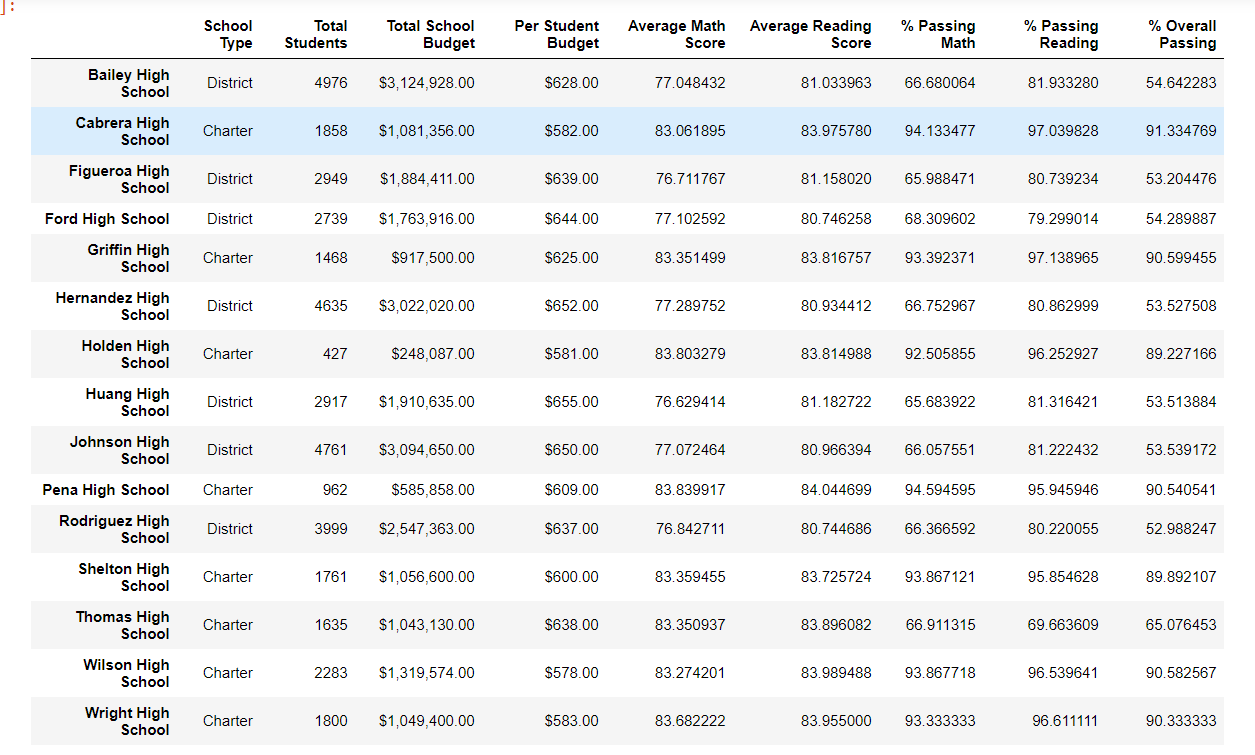 ]:
School Type Total Students Total School Budget Per Student Budget Average Math Score Average Reading Score % Passing Math % Passing Reading % Overall Passing
Bailey High School District 4976 $3,124,928.00 $628.00 77.048432 81.033963 66.680064 81.933280 54.642283
Cabrera High School Charter 1858 $1,081,356.00 $582.00 83.061895 83.975780 94.133477 97.039828 91.334769
Figueroa High School District 2949 $1,884,411.00 $639.00 76.711767 81.158020 65.988471 80.739234 53.204476
Ford High School District 2739 $1,763,916.00 $644.00 77.102592 80.746258 68.309602 79.299014 54.289887
Griffin High School Charter 1468 $917,500.00 $625.00 83.351499 83.816757 93.392371 97.138965 90.599455
Hernandez High School District 4635 $3,022,020.00 $652.00 77.289752 80.934412 66.752967 80.862999 53.527508
Holden High School Charter 427 $248,087.00 $581.00 83.803279 83.814988 92.505855 96.252927 89.227166
Huang High School District 2917 $1,910,635.00 $655.00 76.629414 81.182722 65.683922 81.316421 53.513884
Johnson High School District 4761 $3,094,650.00 $650.00 77.072464 80.966394 66.057551 81.222432 53.539172
Pena High School Charter 962 $585,858.00 $609.00 83.839917 84.044699 94.594595 95.945946 90.540541
Rodriguez High School District 3999 $2,547,363.00 $637.00 76.842711 80.744686 66.366592 80.220055 52.988247
Shelton High School Charter 1761 $1,056,600.00 $600.00 83.359455 83.725724 93.867121 95.854628 89.892107
Thomas High School Charter 1635 $1,043,130.00 $638.00 83.350937 83.896082 66.911315 69.663609 65.076453
Wilson High School Charter 2283 $1,319,574.00 $578.00 83.274201 83.989488 93.867718 96.539641 90.582567
Wright High School Charter 1800 $1,049,400.00 $583.00 83.682222 83.955000 93.333333 96.611111 90.333333